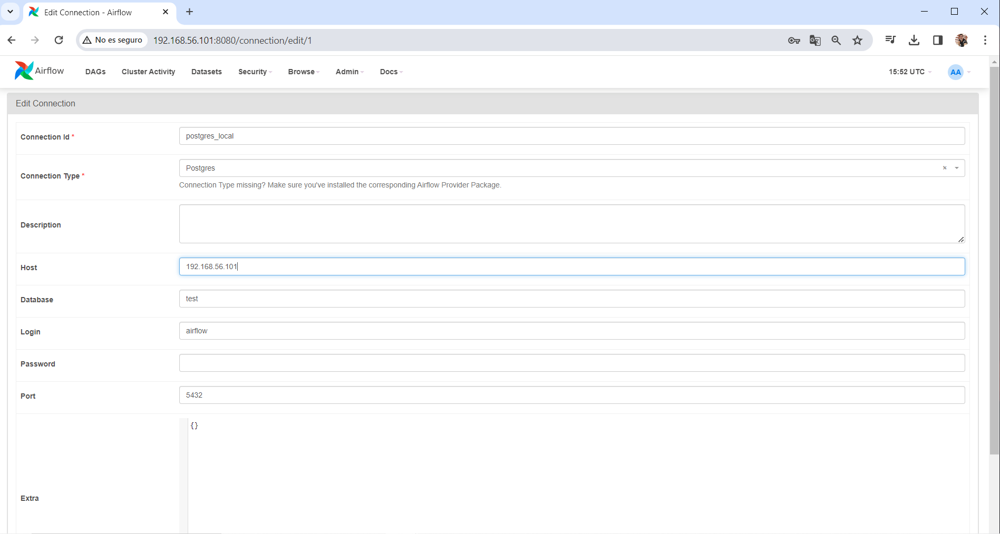 Edit Connection - Airflow
No es seguro 192.168.56.101:8080/connection/edit/1
Airflow DAGs Cluster Activity Datasets Security Browse Admin Docs 15:52 UTC AA
Edit Connection
Connection Id * postgres_local
Connection Type * Postgres
Connection Type missing? Make sure you've installed the corresponding Airflow Provider Package.
Description
Host 192.168.56.101
Database test
Login airflow
Password
Port 5432
{}
Extra